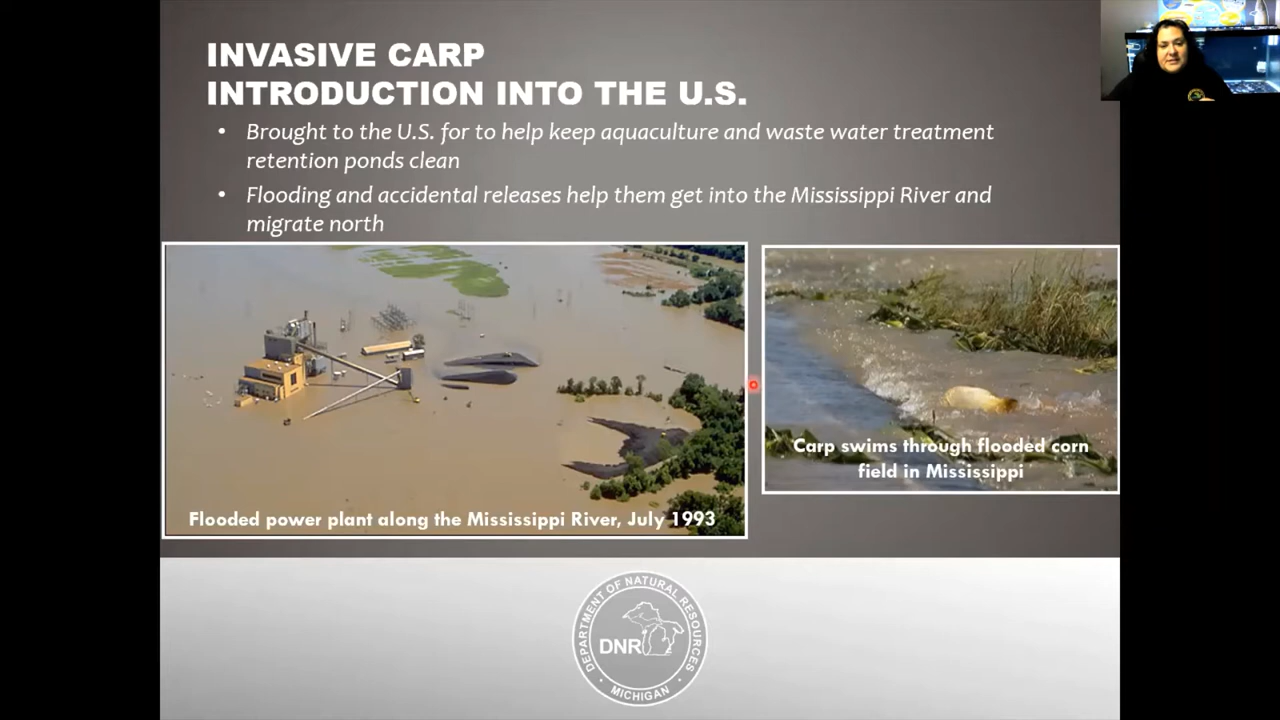 INVASIVE CARP
INTRODUCTION INTO THE U.S.
• Brought to the U.S. for to help keep aquaculture and waste water treatment
retention ponds clean
• Flooding and accidental releases help them get into the Mississippi River and
migrate north
Carp swims through flooded corn
field in Mississippi
Flooded power plant along the Mississippi River, July 1993
DEPARTMENT OF NATURAL RESOURCES
DNR
• MICHIGAN •